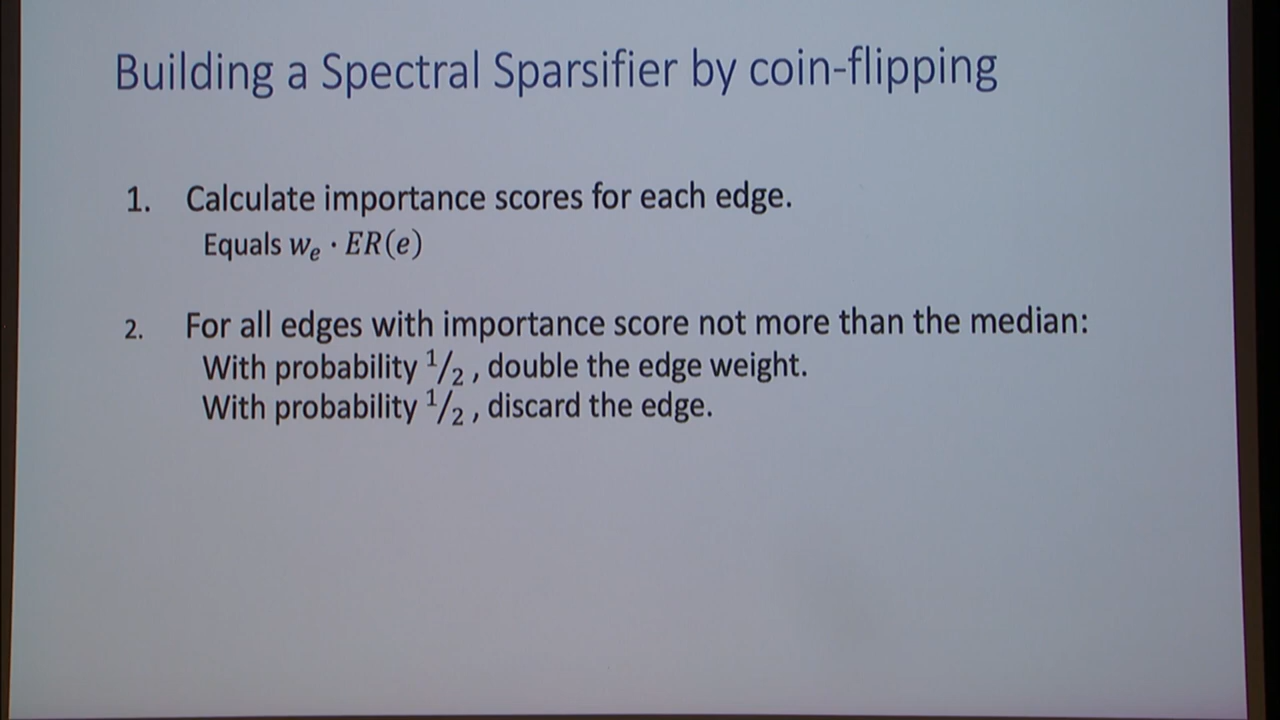 Building a Spectral Sparsifier by coin-flipping
1. Calculate importance scores for each edge.
Equals wₑ · ER(e)
2. For all edges with importance score not more than the median:
With probability 1/2 , double the edge weight.
With probability 1/2 , discard the edge.